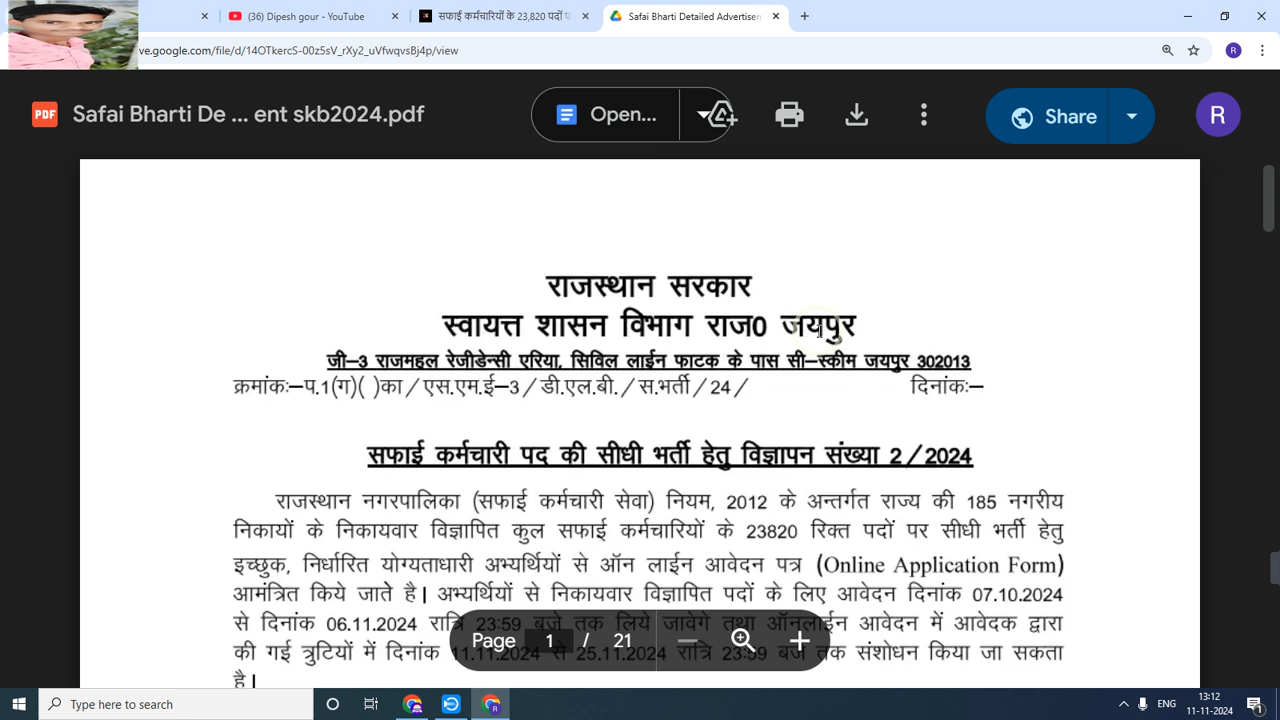 (36) Dipesh gour - YouTube
सफाई कर्मचारियों के 23,820 पदों प
Safai Bharti Detailed Advertisen
ve.google.com/file/d/14OTkercS-00z5sV_rXy2_uVfwqvsBj4p/view
R
PDF
Safai Bharti De ... ent skb2024.pdf
Open...
Share
R
राजस्थान सरकार
स्वायत्त शासन विभाग राज0 जयपुर
जी–3 राजमहल रेजीडेन्सी एरिया, सिविल लाईन फाटक के पास सी–स्कीम जयपुर 302013
क्रमांकः–प.1(ग)( )का/एस.एम.ई–3/डी.एल.बी./स.भर्ती/24/ दिनांकः–
सफाई कर्मचारी पद की सीधी भर्ती हेतु विज्ञापन संख्या 2/2024
राजस्थान नगरपालिका (सफाई कर्मचारी सेवा) नियम, 2012 के अन्तर्गत राज्य की 185 नगरीय
निकायों के निकायवार विज्ञापित कुल सफाई कर्मचारियों के 23820 रिक्त पदों पर सीधी भर्ती हेतु
इच्छुक, निर्धारित योग्यताधारी अभ्यर्थियों से ऑन लाईन आवेदन पत्र (Online Application Form)
आमंत्रित किये जाते है। अभ्यर्थियों से निकायवार विज्ञापित पदों के लिए आवेदन दिनांक 07.10.2024
से दिनांक 06.11.2024 रात्रि 23:59 बजे तक लिये जावेगे तथा ऑनलाईन आवेदन में आवेदक द्वारा
की गई त्रुटियों में दिनांक 11.11.2024 से 25.11.2024 रात्रि 23:59 बजे तक संशोधन किया जा सकता
है।
Page 1 / 21
Type here to search
ENG
13:12
11-11-2024